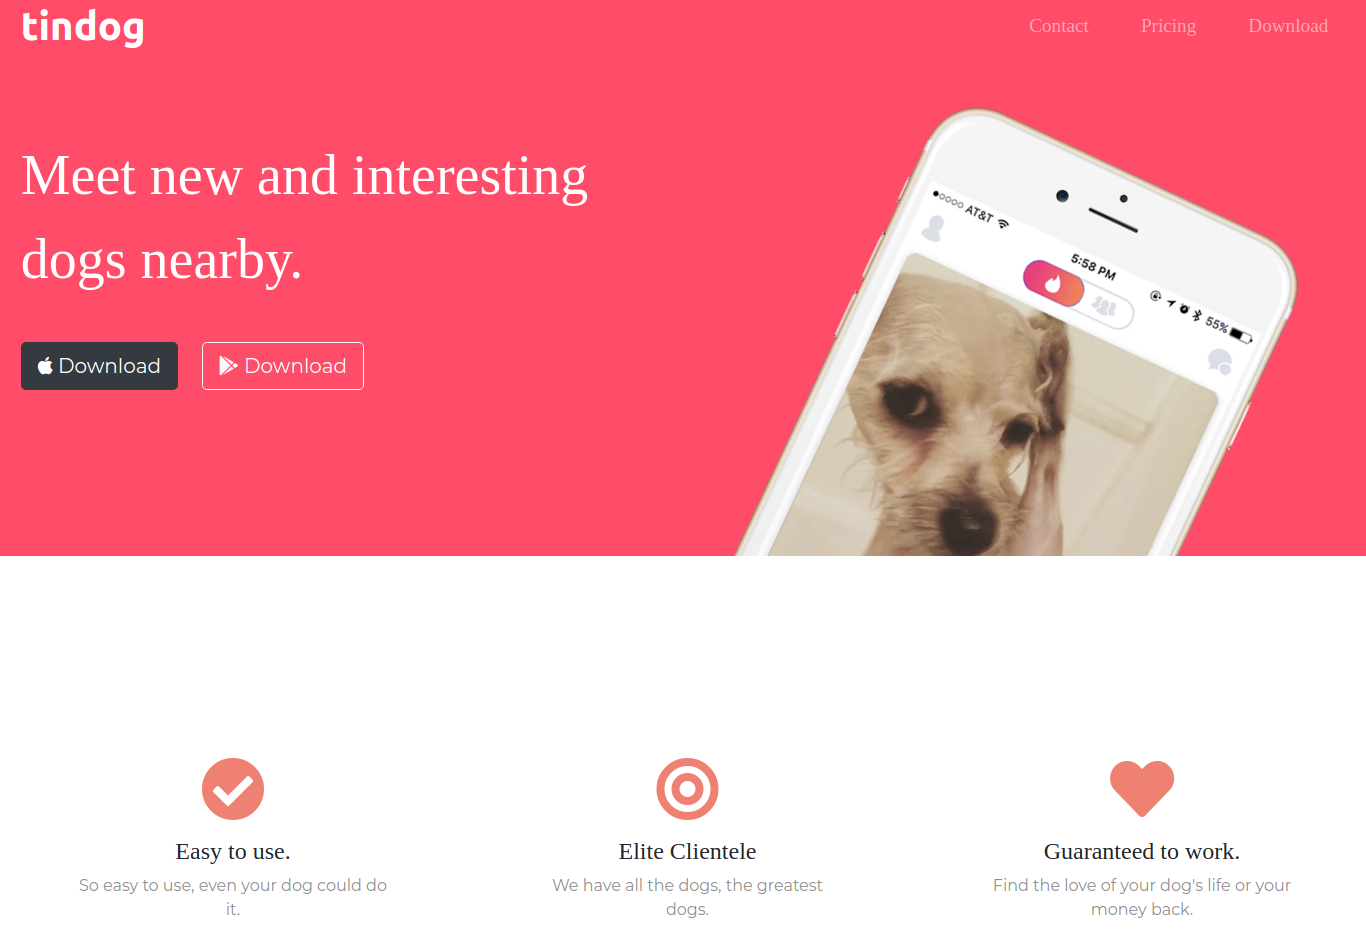 tindog
Contact Pricing Download
Meet new and interesting
dogs nearby.
Download Download
AT&T
5:58 PM
55%
Easy to use.
So easy to use, even your dog could do
it.
Elite Clientele
We have all the dogs, the greatest
dogs.
Guaranteed to work.
Find the love of your dog's life or your
money back.